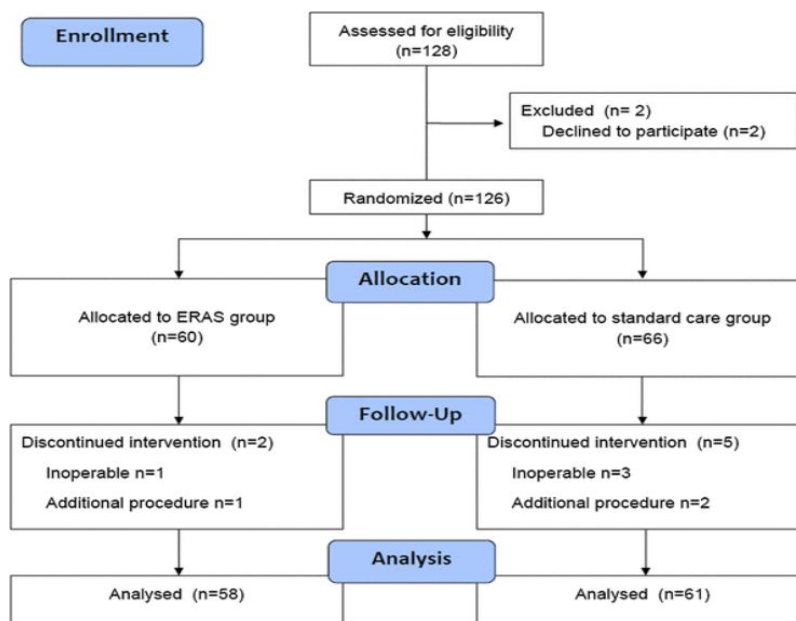 Enrollment
Assessed for eligibility
(n=128)
Excluded (n= 2)
Declined to participate (n=2)
Randomized (n=126)
Allocation
Allocated to ERAS group
(n=60)
Allocated to standard care group
(n=66)
Follow-Up
Discontinued intervention (n=2)
Inoperable n=1
Additional procedure n=1
Discontinued intervention (n=5)
Inoperable n=3
Additional procedure n=2
Analysis
Analysed (n=58)
Analysed (n=61)